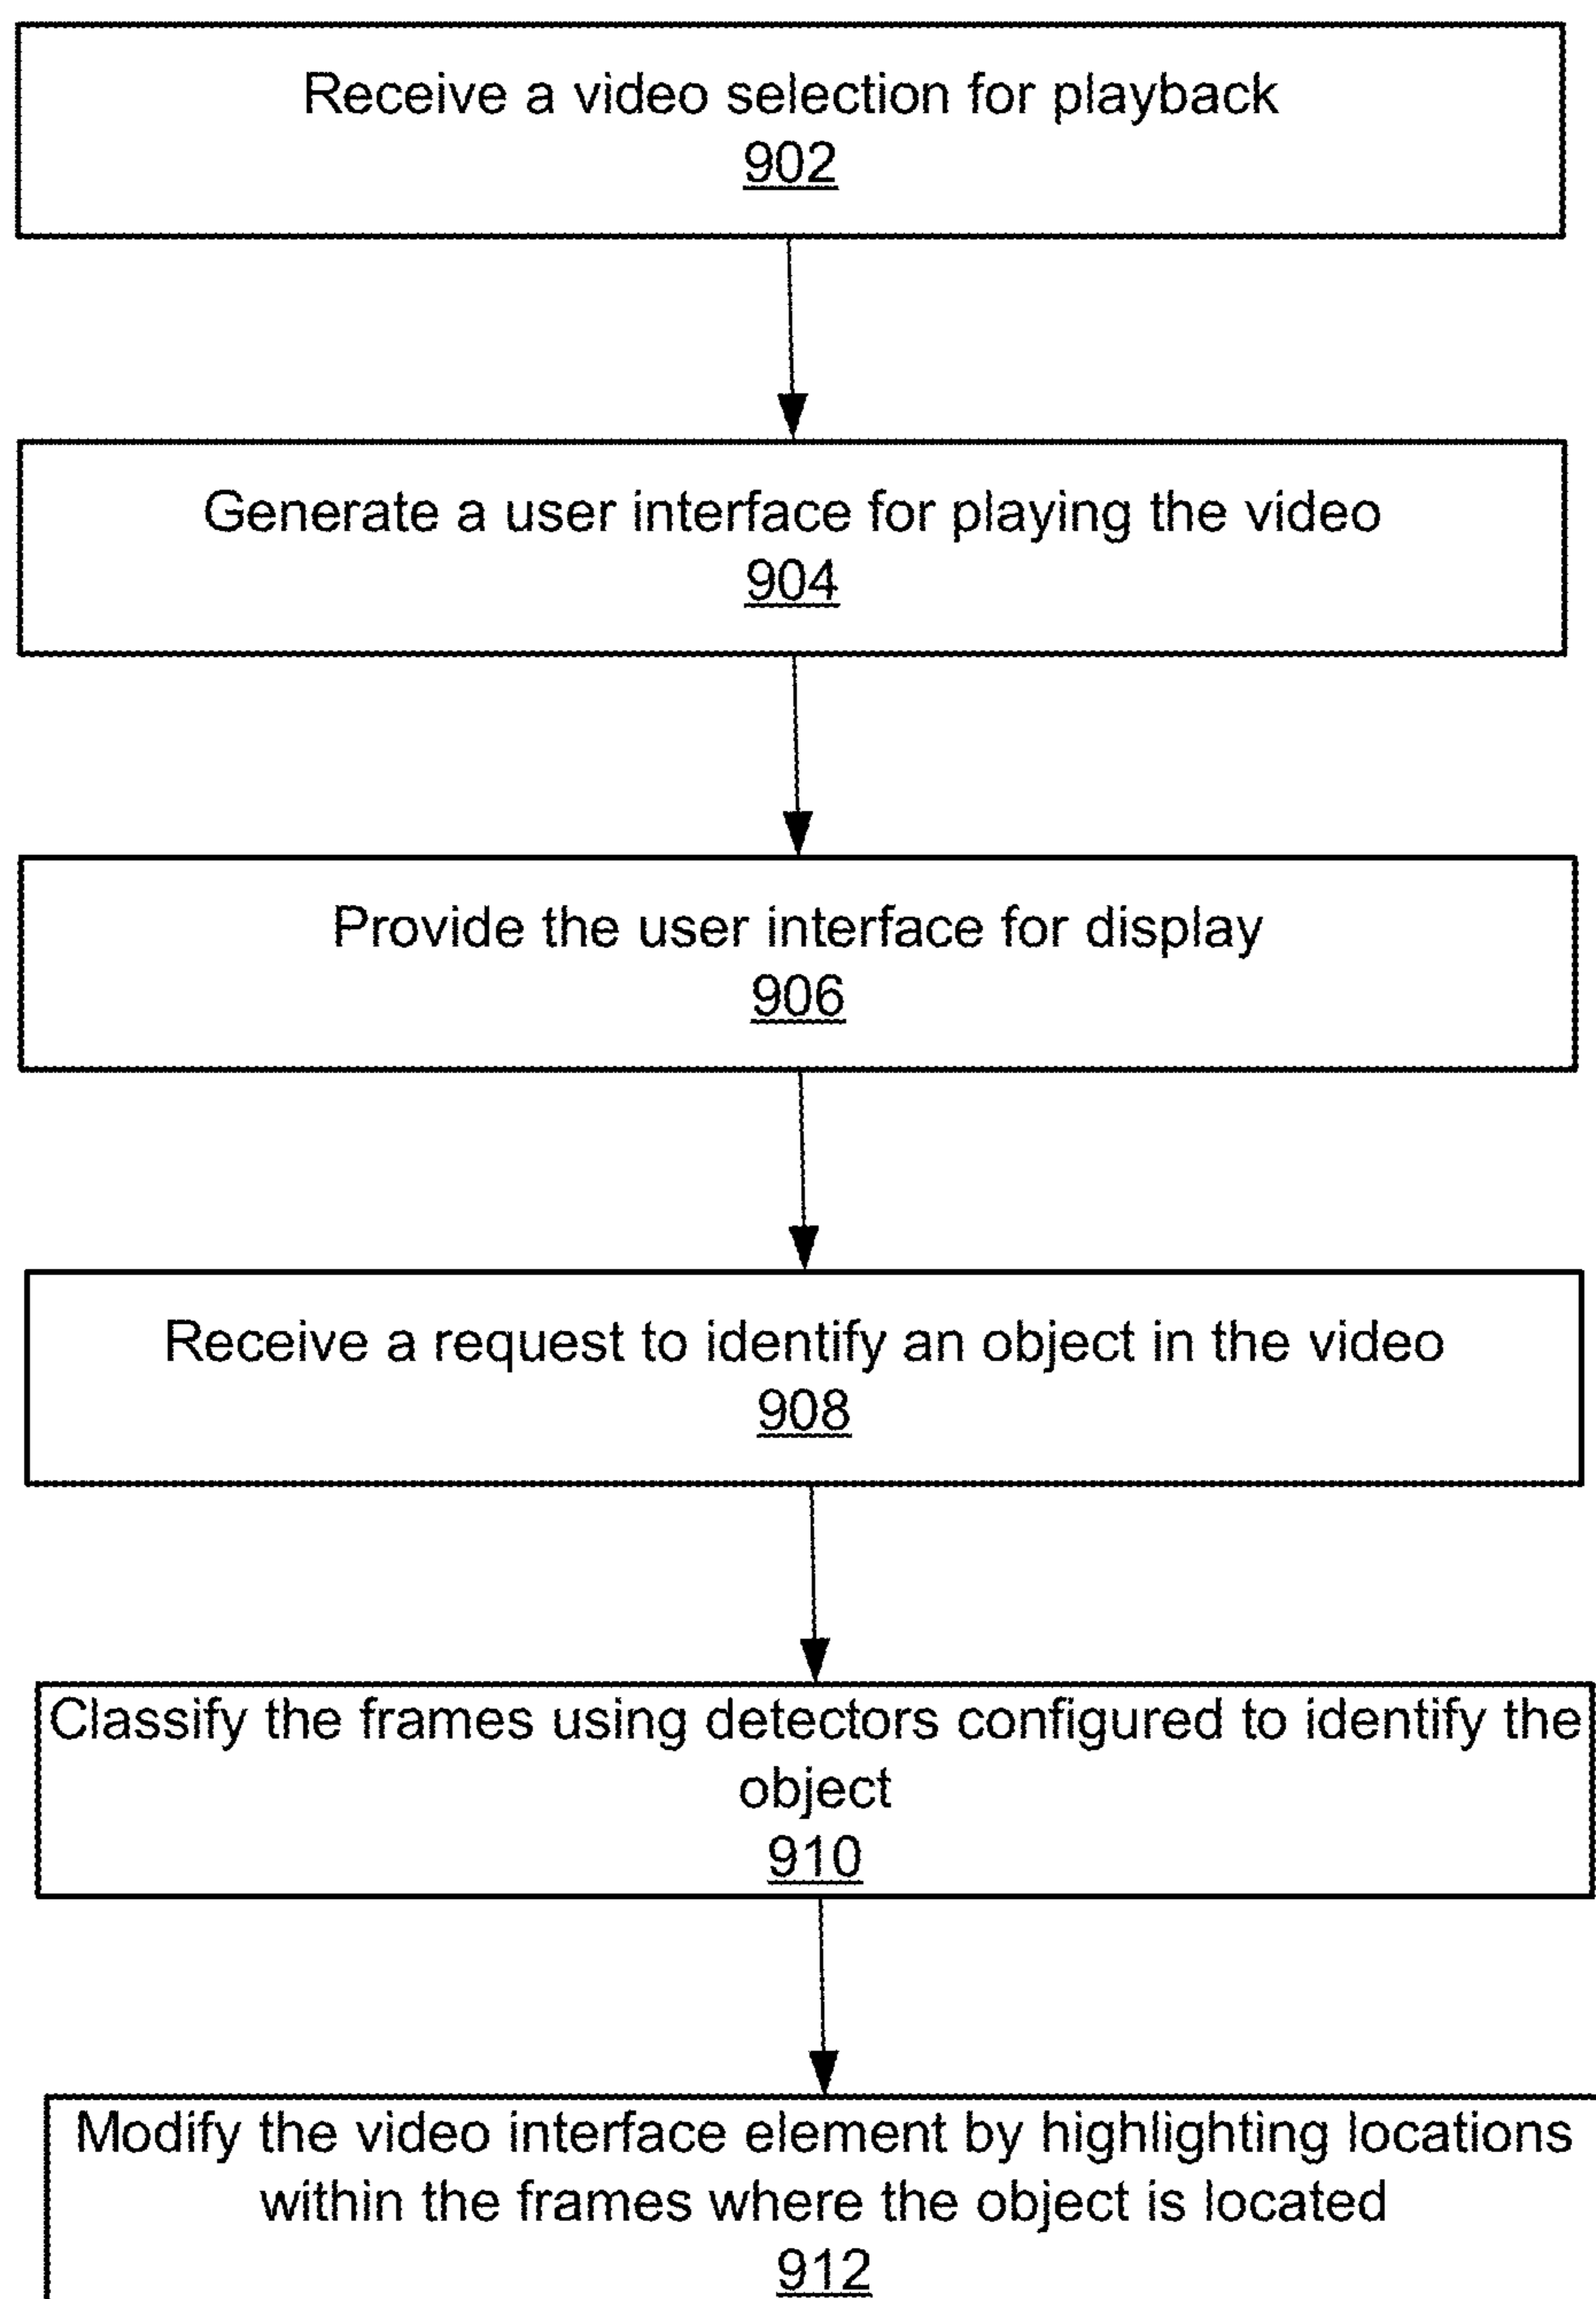 Receive a video selection for playback
902
Generate a user interface for playing the video
904
Provide the user interface for display
906
Receive a request to identify an object in the video
908
Classify the frames using detectors configured to identify the
object
910
Modify the video interface element by highlighting locations
within the frames where the object is located
912